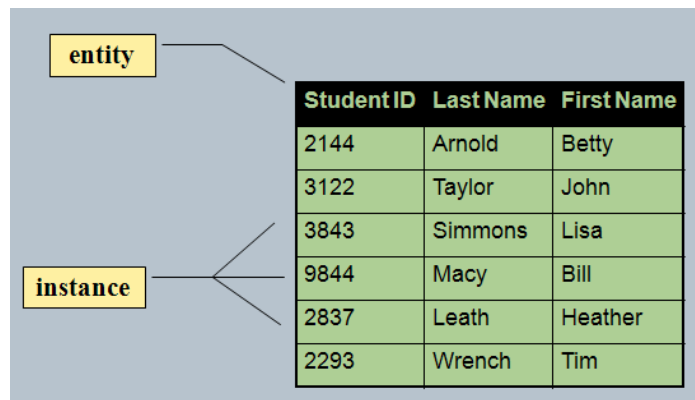 entity
Student ID Last Name First Name
2144 Arnold Betty
3122 Taylor John
3843 Simmons Lisa
9844 Macy Bill
instance
2837 Leath Heather
2293 Wrench Tim